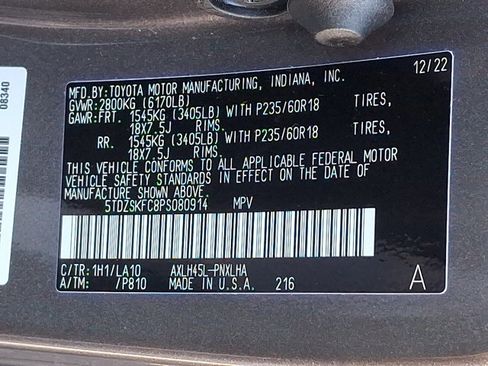 MFD.BY:TOYOTA MOTOR MANUFACTURING, INDIANA, INC. 12/22
GVWR:2800KG (6170LB)
GAWR:FRT. 1545KG (3405LB) WITH P235/60R18 TIRES,
18X7.5J RIMS.
RR. 1545KG (3405LB) WITH P235/60R18 TIRES,
18X7.5J RIMS.
THIS VEHICLE CONFORMS TO ALL APPLICABLE FEDERAL MOTOR
VEHICLE SAFETY STANDARDS IN EFFECT ON THE DATE OF
MANUFACTURE SHOWN ABOVE.
5TDZSKFC8PS080914 MPV
C/TR:1H1/LA10 AXLH45L-PNXLHA
A/TM: /P810 216 A
08340